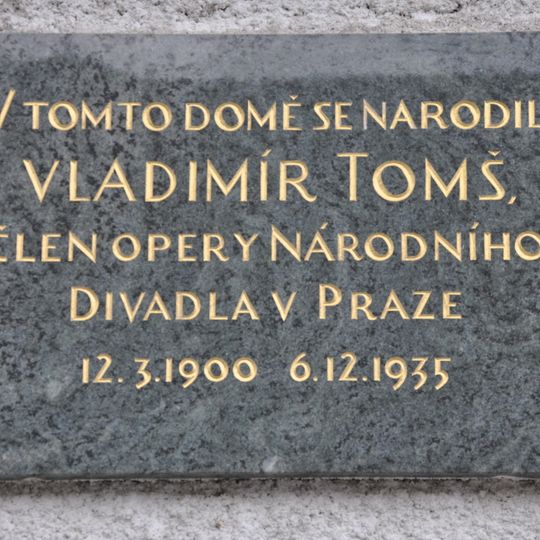 V TOMTO DOMĚ SE NARODIL
VLADIMÍR TOMŠ,
ČLEN OPERY NÁRODNÍHO
DIVADLA V PRAZE
12.3.1900 6.12.1935